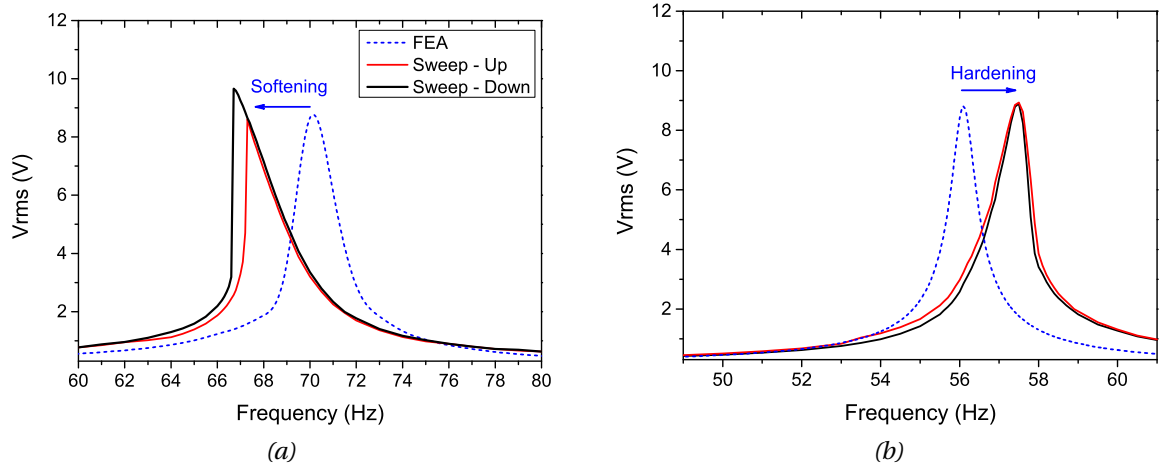 12
10
8
6
4
2
60 62 64 66 68 70 72 74 76 78 80
Vrms (V)
Frequency (Hz)
Softening
FEA
Sweep - Up
Sweep - Down
(a)
12
10
8
6
4
2
50 52 54 56 58 60
Vrms (V)
Frequency (Hz)
Hardening
(b)